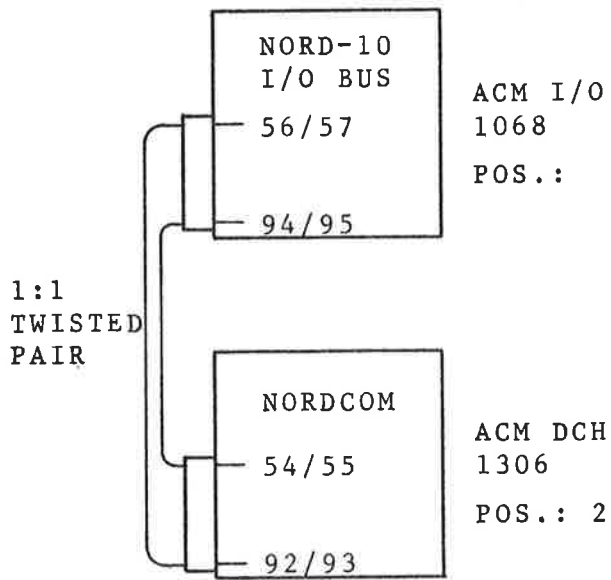 NORD-10
I/O BUS
56/57
94/95
ACM I/O
1068
POS.:
1:1
TWISTED
PAIR
NORDCOM
54/55
92/93
ACM DCH
1306
POS.: 2